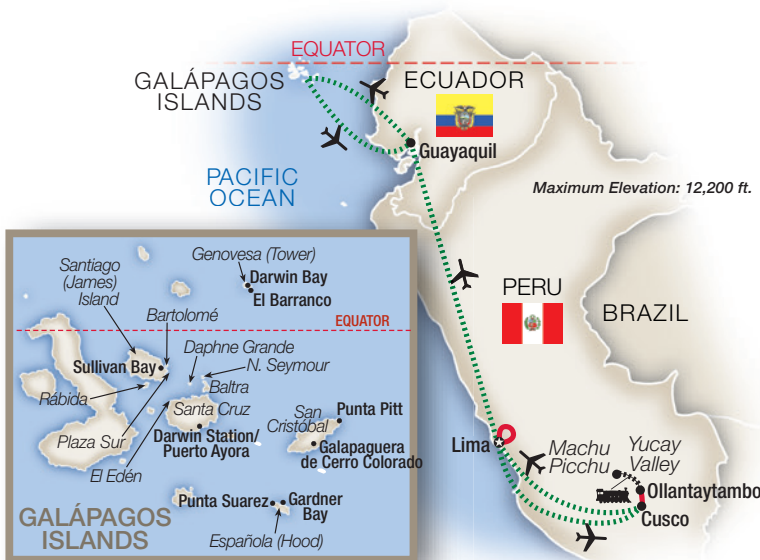 EQUATOR
GALÁPAGOS
ISLANDS
ECUADOR
Guayaquil
PACIFIC
OCEAN
Maximum Elevation: 12,200 ft.
PERU
BRAZIL
Lima
Machu
Picchu
Yucay
Valley
Ollantaytambo
Cusco
Genovesa (Tower)
Darwin Bay
El Barranco
Santiago
(James)
Island
Bartolomé
EQUATOR
Daphne Grande
N. Seymour
Sullivan Bay
Baltra
Rábida
Santa Cruz
San
Cristóbal
Punta Pitt
Plaza Sur
Darwin Station/
Puerto Ayora
Galapaguera
de Cerro Colorado
El Edén
Punta Suarez
Gardner
Bay
Española (Hood)
GALÁPAGOS
ISLANDS